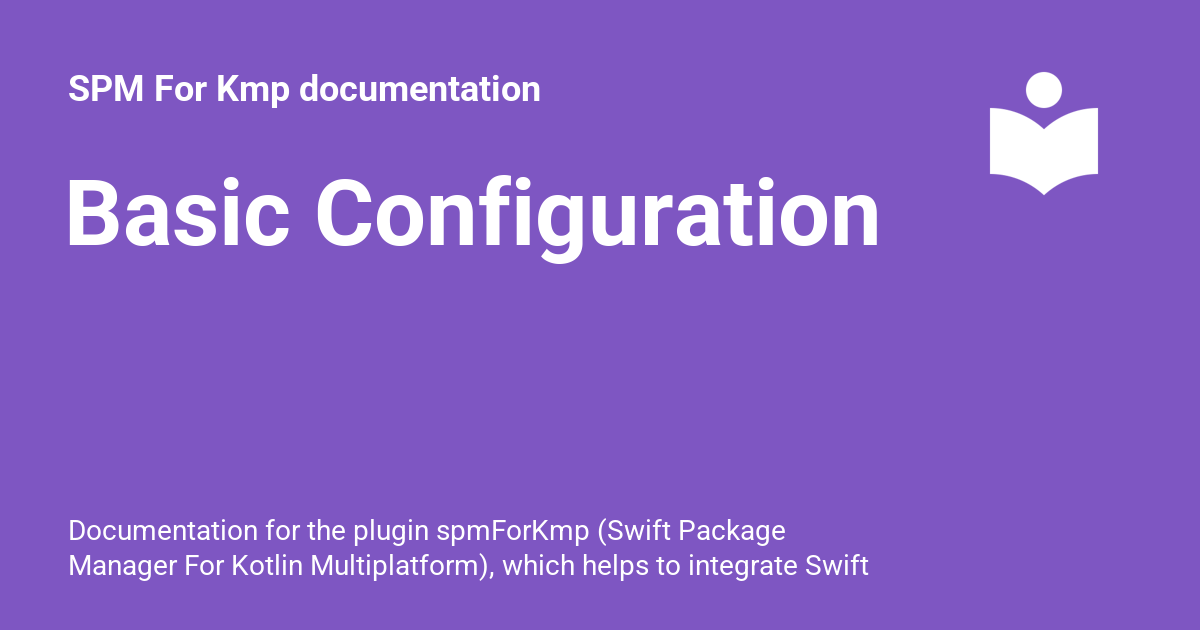 SPM For Kmp documentation
Basic Configuration
Documentation for the plugin spmForKmp (Swift Package
Manager For Kotlin Multiplatform), which helps to integrate Swift